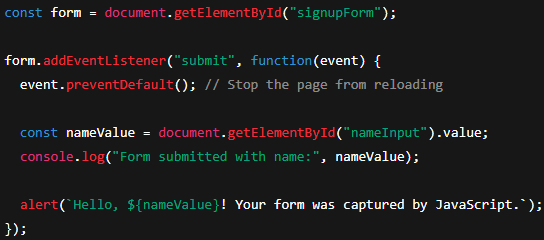 const form = document.getElementById("signupForm");
form.addEventListener("submit", function(event) {
  event.preventDefault(); // Stop the page from reloading
  const nameValue = document.getElementById("nameInput").value;
  console.log("Form submitted with name:", nameValue);
  alert(`Hello, ${nameValue}! Your form was captured by JavaScript.`);
});